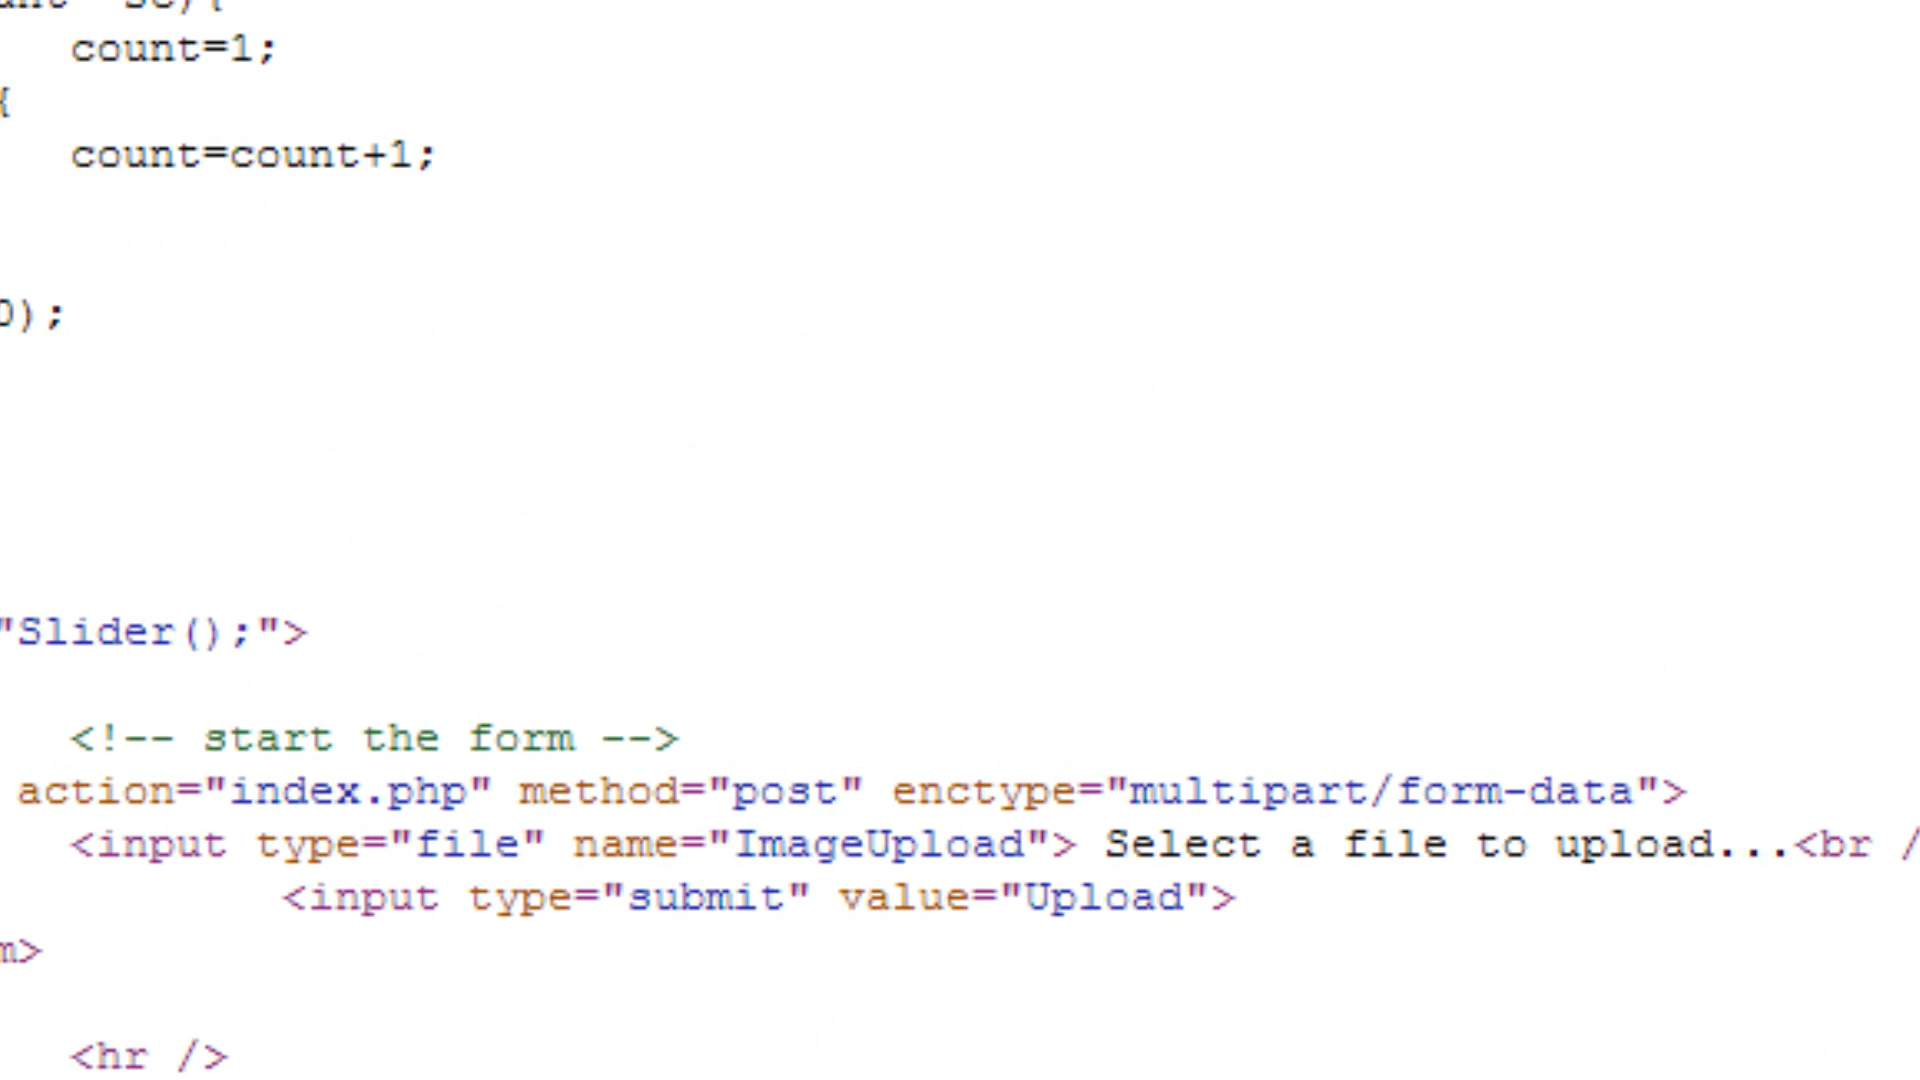 count=1;
{
count=count+1;
0);
"Slider();">
<!-- start the form -->
action="index.php" method="post" enctype="multipart/form-data">
<input type="file" name="ImageUpload"> Select a file to upload...<br /
<input type="submit" value="Upload">
m>
<hr />